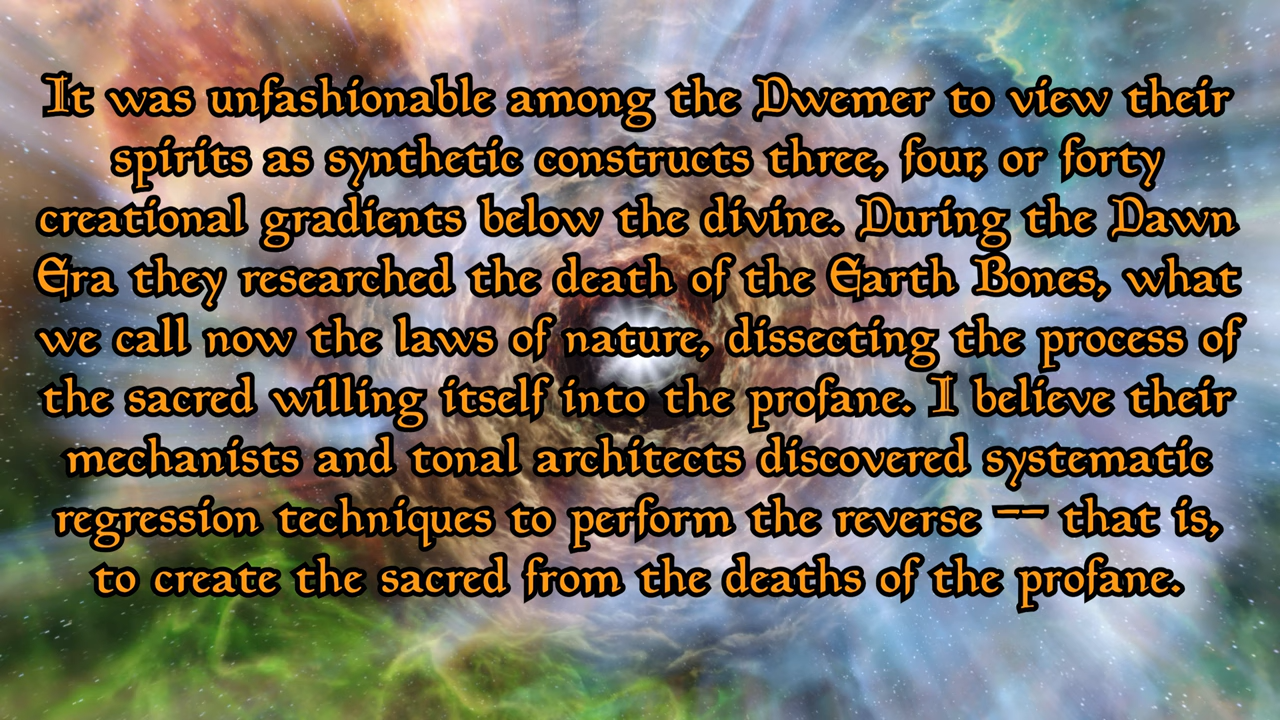 It was unfashionable among the Dwemer to view their
spirits as synthetic constructs three, four, or forty
creational gradients below the divine. During the Dawn
Era they researched the death of the Earth Bones, what
we call now the laws of nature, dissecting the process of
the sacred willing itself into the profane. I believe their
mechanists and tonal architects discovered systematic
regression techniques to perform the reverse -- that is,
to create the sacred from the deaths of the profane.